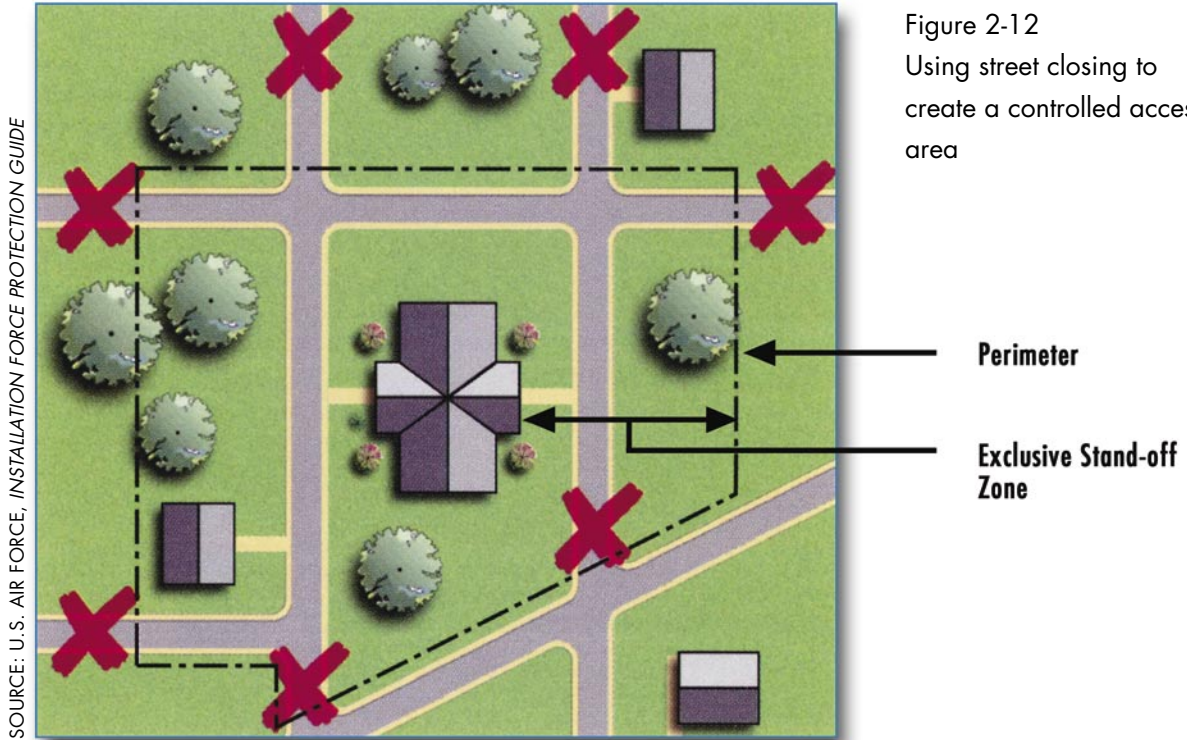 Figure 2-12
Using street closing to
create a controlled acces
area
Perimeter
Exclusive Stand-off
Zone
SOURCE: U.S. AIR FORCE, INSTALLATION FORCE PROTECTION GUIDE